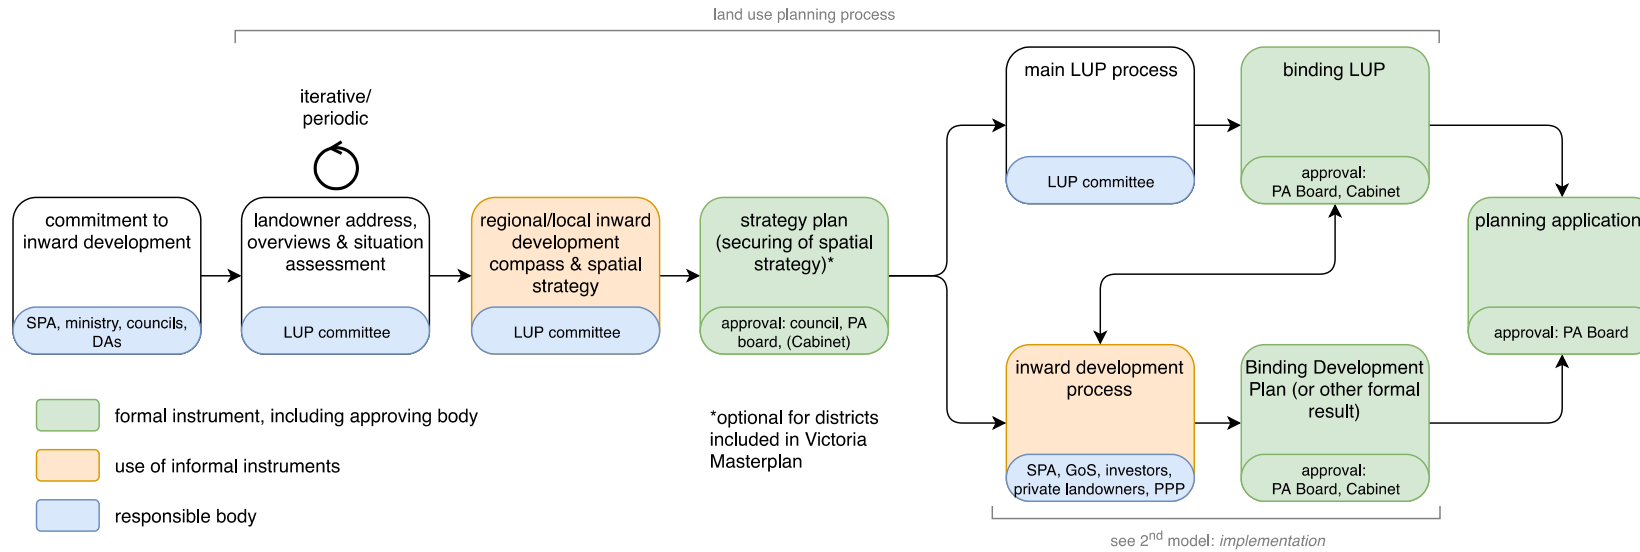 land use planning process
iterative/
periodic
commitment to
inward development
SPA, ministry, councils,
DAs
landowner address,
overviews & situation
assessment
LUP committee
regional/local inward
development
compass & spatial
strategy
LUP committee
strategy plan
(securing of spatial
strategy)*
approval: council, PA
board, (Cabinet)
main LUP process
LUP committee
binding LUP
approval:
PA Board, Cabinet
inward development
process
SPA, GoS, investors,
private landowners, PPP
Binding Development
Plan (or other formal
result)
approval:
PA Board, Cabinet
planning application
approval: PA Board
formal instrument, including approving body
use of informal instruments
responsible body
*optional for districts
included in Victoria
Masterplan
see 2nd model: implementation